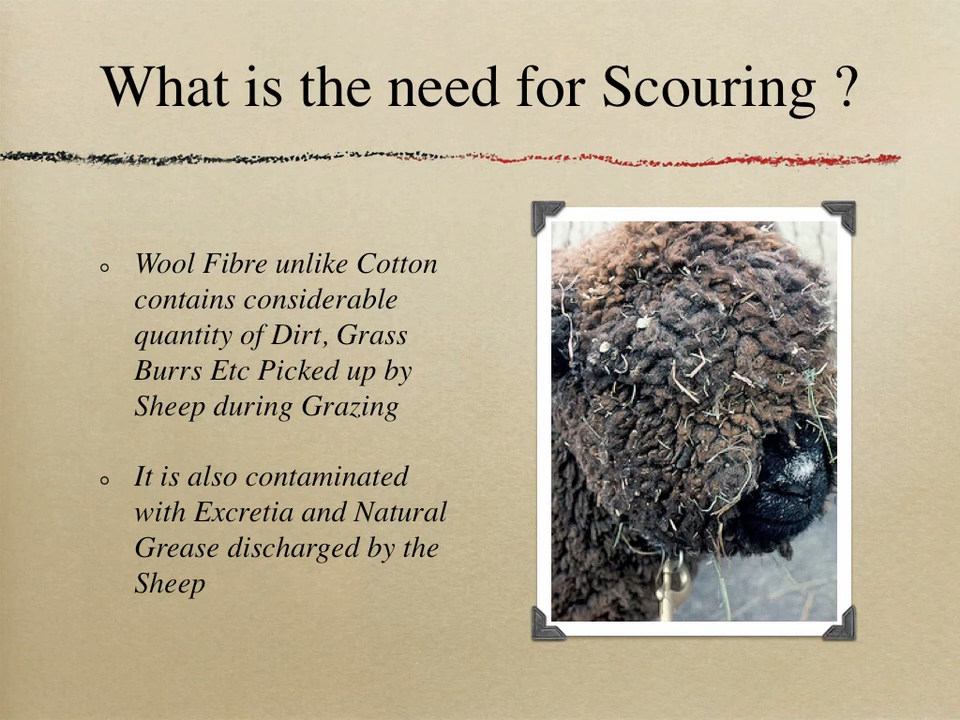 What is the need for Scouring ?
Wool Fibre unlike Cotton
contains considerable
quantity of Dirt, Grass
Burrs Etc Picked up by
Sheep during Grazing
It is also contaminated
with Excretia and Natural
Grease discharged by the
Sheep